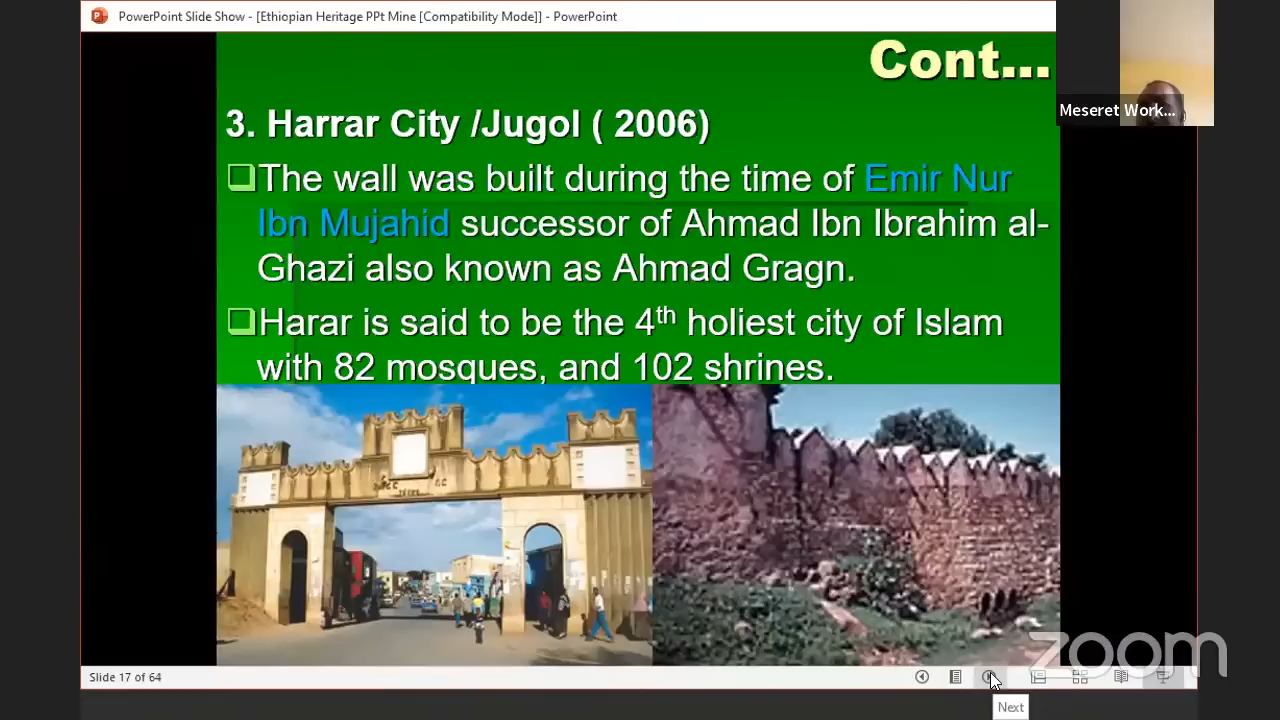 PowerPoint Slide Show - [Ethiopian Heritage PPt Mine [Compatibility Mode]] - PowerPoint
Cont...
Meseret Work...
3. Harrar City /Jugol ( 2006)
The wall was built during the time of Emir Nur
Ibn Mujahid successor of Ahmad Ibn Ibrahim al-
Ghazi also known as Ahmad Gragn.
Harar is said to be the 4th holiest city of Islam
with 82 mosques, and 102 shrines.
zoom
Slide 17 of 64
Next